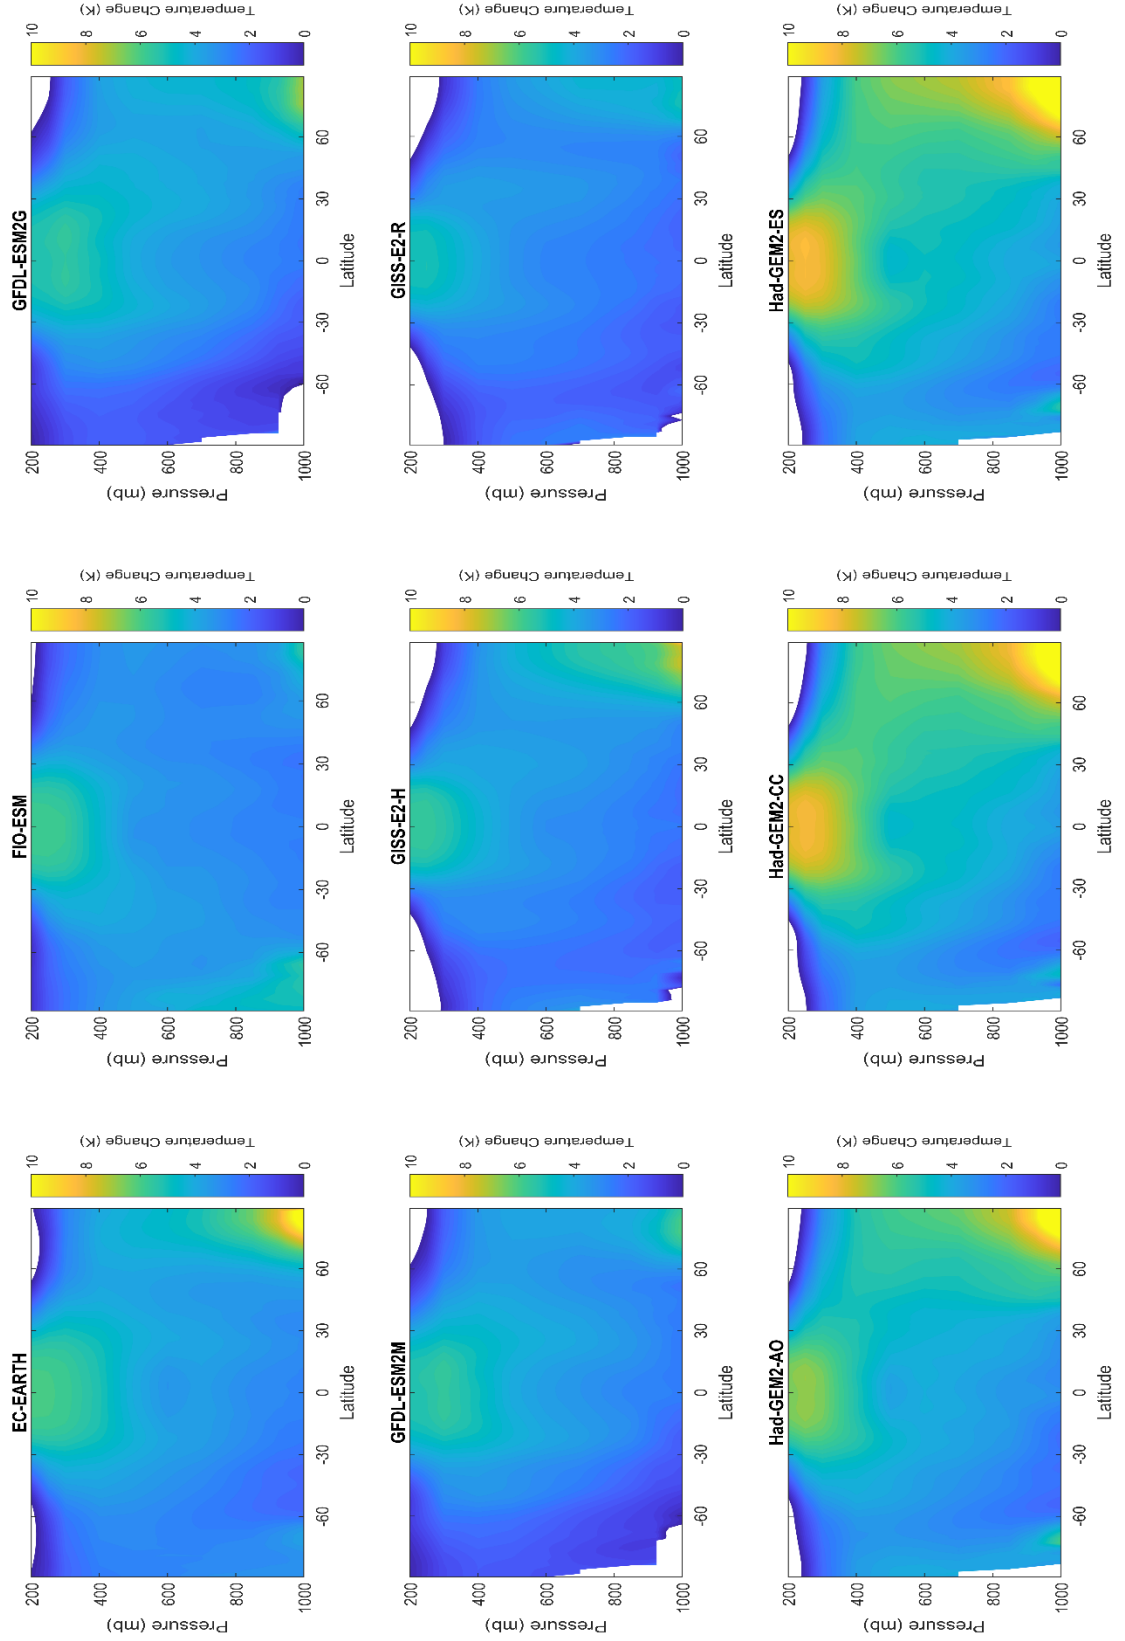 EC-EARTH
Pressure (mb)
200
400
600
800
1000
-60 -30 0 30 60
Latitude
10
8
6
4
2
0
Temperature Change (K)
FIO-ESM
Pressure (mb)
200
400
600
800
1000
-60 -30 0 30 60
Latitude
10
8
6
4
2
0
Temperature Change (K)
GFDL-ESM2G
Pressure (mb)
200
400
600
800
1000
-60 -30 0 30 60
Latitude
10
8
6
4
2
0
Temperature Change (K)
GFDL-ESM2M
Pressure (mb)
200
400
600
800
1000
-60 -30 0 30 60
Latitude
10
8
6
4
2
0
Temperature Change (K)
GISS-E2-H
Pressure (mb)
200
400
600
800
1000
-60 -30 0 30 60
Latitude
10
8
6
4
2
0
Temperature Change (K)
GISS-E2-R
Pressure (mb)
200
400
600
800
1000
-60 -30 0 30 60
Latitude
10
8
6
4
2
0
Temperature Change (K)
Had-GEM2-AO
Pressure (mb)
200
400
600
800
1000
-60 -30 0 30 60
Latitude
10
8
6
4
2
0
Temperature Change (K)
Had-GEM2-CC
Pressure (mb)
200
400
600
800
1000
-60 -30 0 30 60
Latitude
10
8
6
4
2
0
Temperature Change (K)
Had-GEM2-ES
Pressure (mb)
200
400
600
800
1000
-60 -30 0 30 60
Latitude
10
8
6
4
2
0
Temperature Change (K)